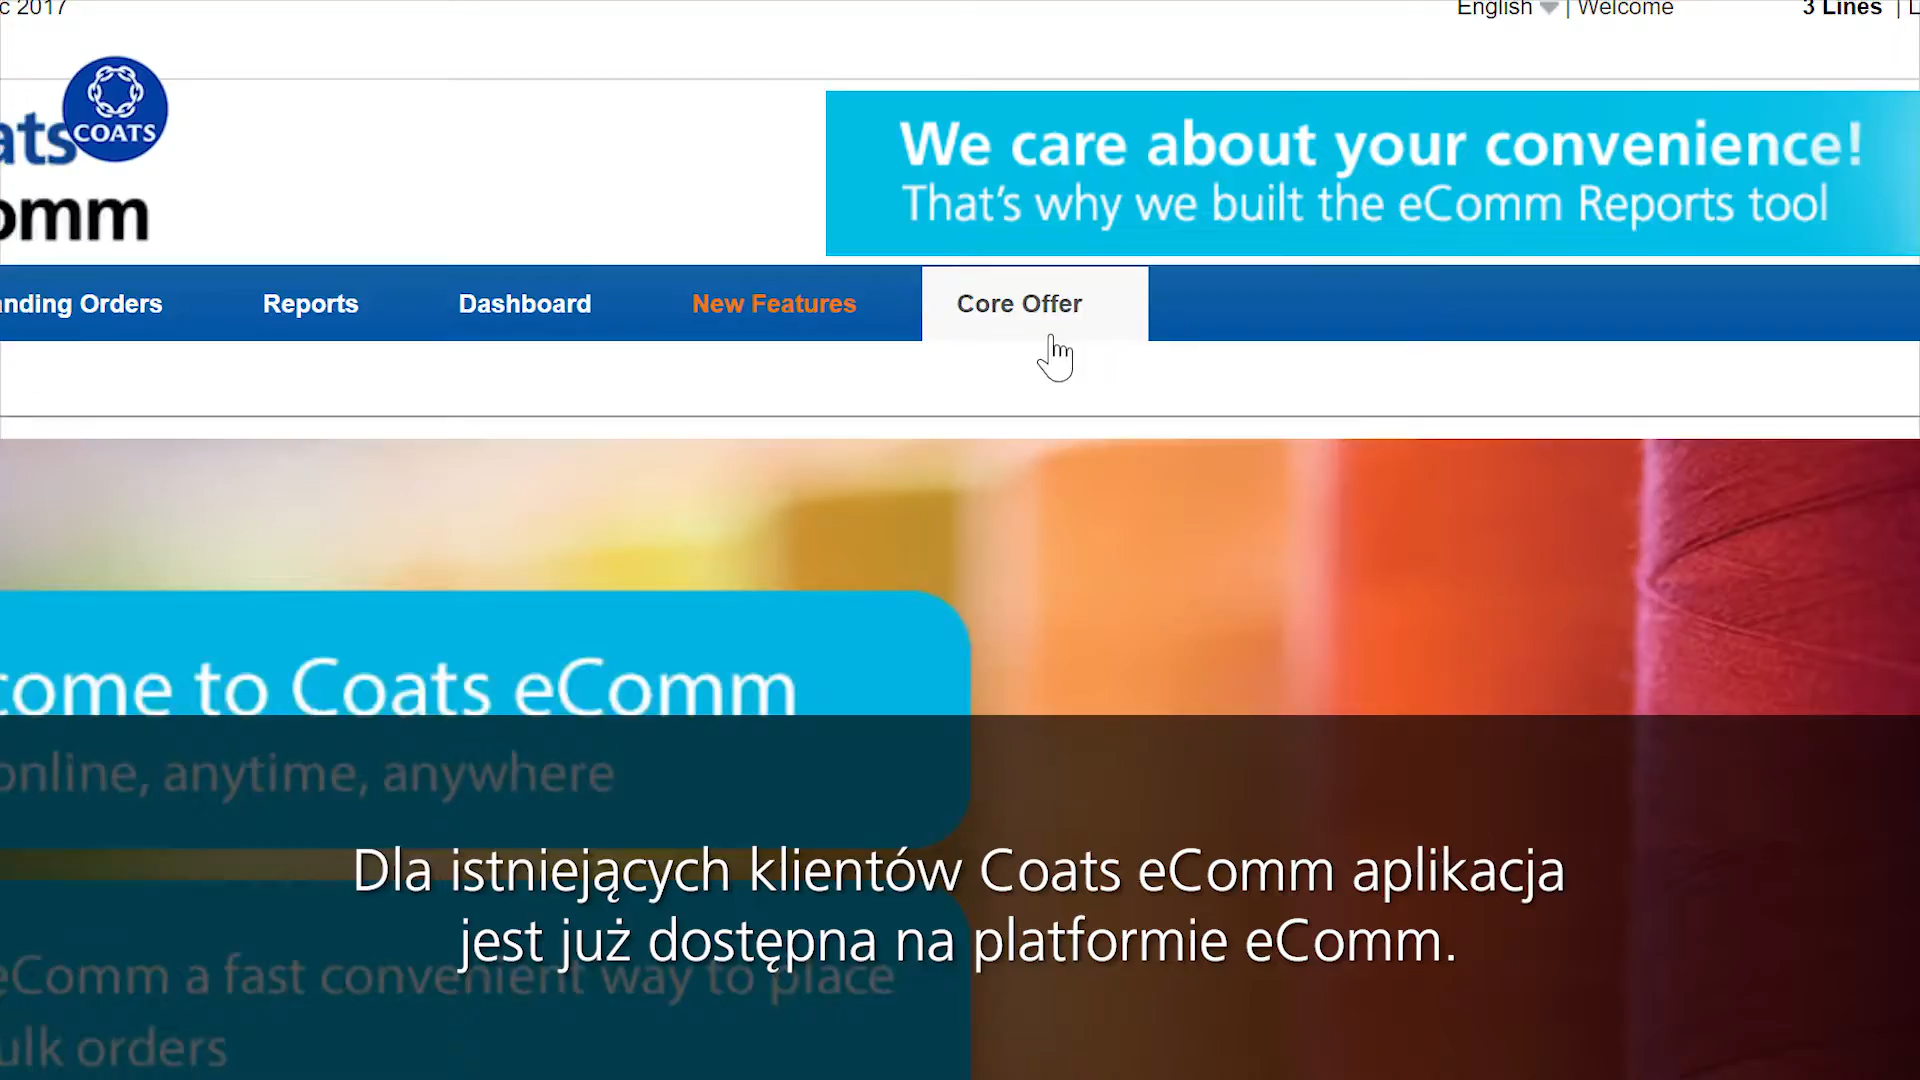 c 2017
English | Welcome 3 Lines |
COATS
ats
omm
We care about your convenience!
That's why we built the eComm Reports tool
nding Orders Reports Dashboard New Features Core Offer
come to Coats eComm
online, anytime, anywhere
Dla istniejących klientów Coats eComm aplikacja
jest już dostępna na platformie eComm.
eComm a fast convenient way to place
ulk orders